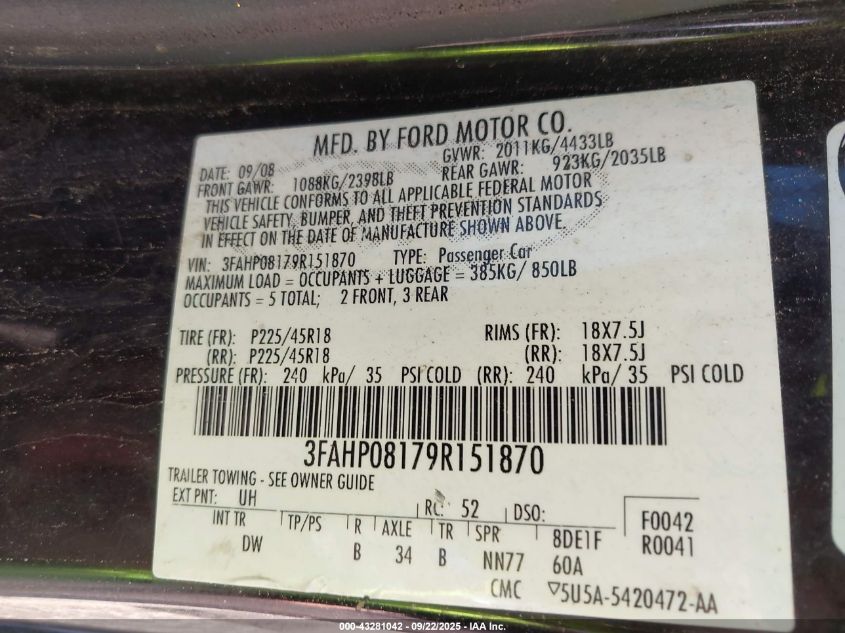 MFD. BY FORD MOTOR CO.
DATE: 09/08 GVWR: 2011KG/4433LB
FRONT GAWR: 1088KG/2398LB REAR GAWR: 923KG/2035LB
THIS VEHICLE CONFORMS TO ALL APPLICABLE FEDERAL MOTOR
VEHICLE SAFETY, BUMPER, AND THEFT PREVENTION STANDARDS
IN EFFECT ON THE DATE OF MANUFACTURE SHOWN ABOVE.
VIN: 3FAHP08179R151870 TYPE: Passenger Car
MAXIMUM LOAD = OCCUPANTS + LUGGAGE = 385KG/ 850LB
OCCUPANTS = 5 TOTAL; 2 FRONT, 3 REAR
TIRE (FR): P225/45R18 RIMS (FR): 18X7.5J
(RR): P225/45R18 (RR): 18X7.5J
PRESSURE (FR): 240 kPa/ 35 PSI COLD (RR): 240 kPa/ 35 PSI COLD
3FAHP08179R151870
TRAILER TOWING - SEE OWNER GUIDE
EXT PNT: UH RC: 52 DSO: F0042
INT TR TP/PS R AXLE TR SPR 8DE1F R0041
DW B 34 B NN77 60A
CMC ▽5U5A-5420472-AA
000-43281042 - 09/22/2025 - IAA Inc.